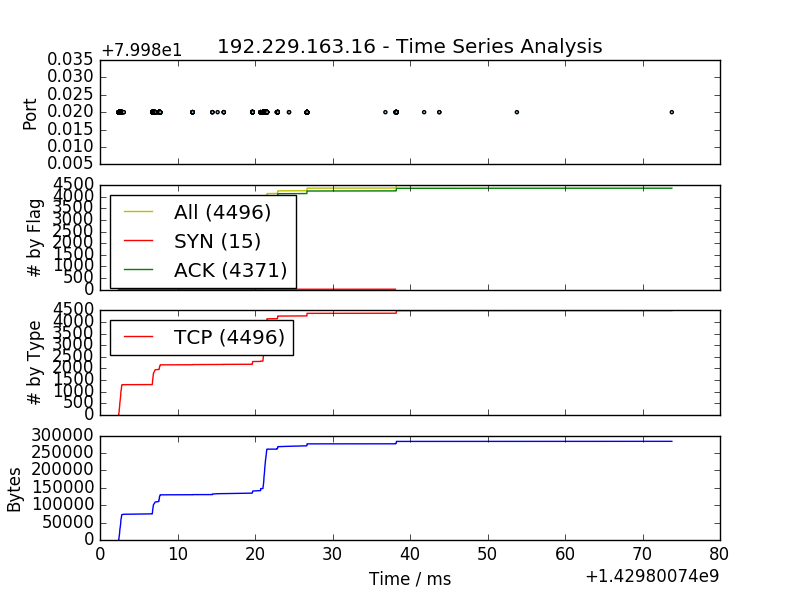 +7.998e1
192.229.163.16 - Time Series Analysis
Port
0.035
0.030
0.025
0.020
0.015
0.010
0.005
# by Flag
4500
4000
3500
3000
2500
2000
1500
1000
500
0
All (4496)
SYN (15)
ACK (4371)
# by Type
4500
4000
3500
3000
2500
2000
1500
1000
500
0
TCP (4496)
Bytes
300000
250000
200000
150000
100000
50000
0
0 10 20 30 40 50 60 70 80
Time / ms
+1.42980074e9